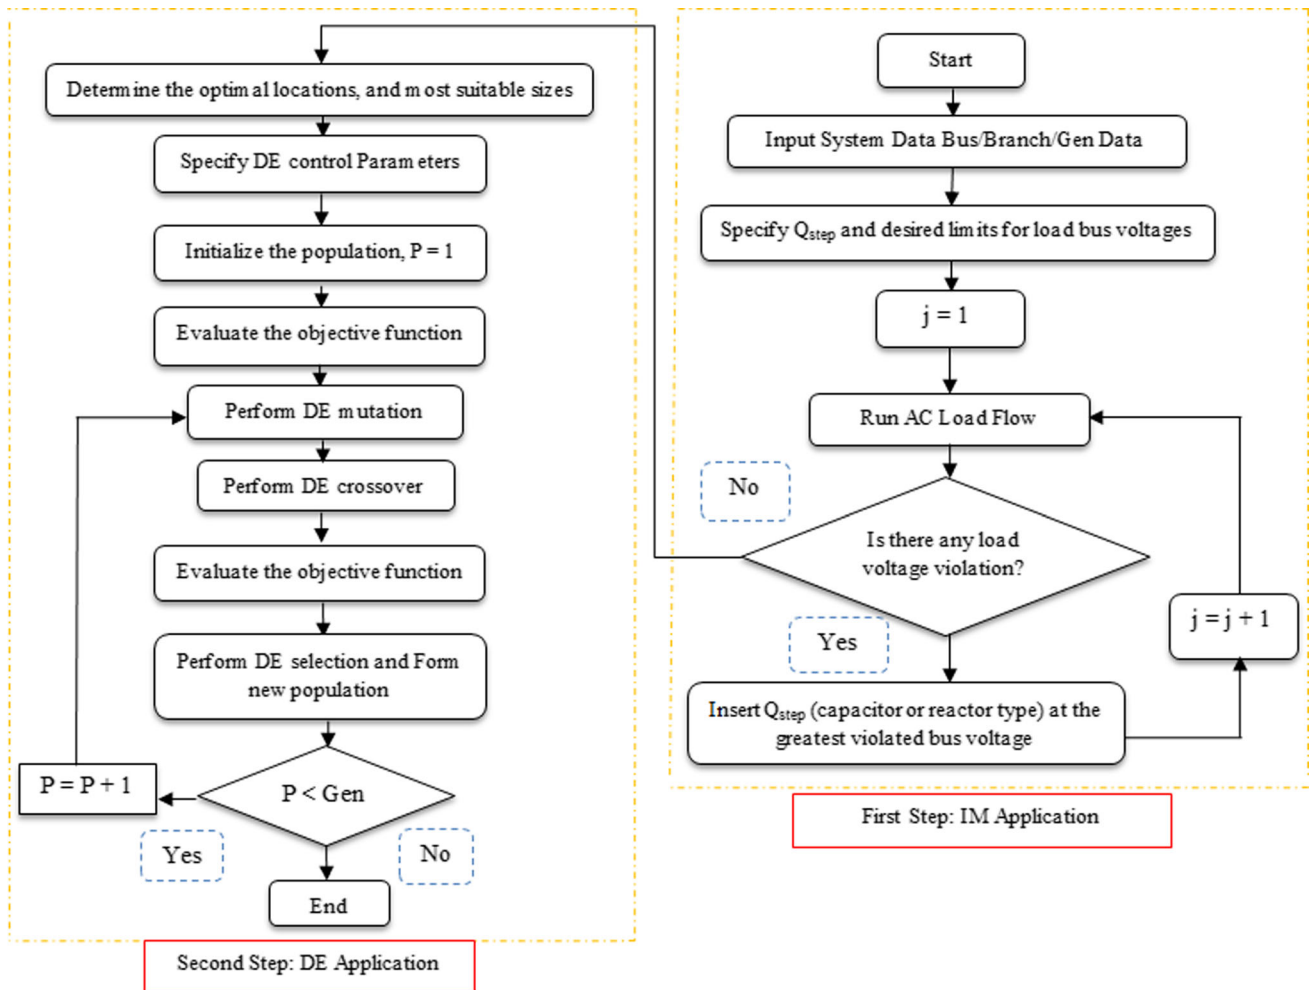 Start
Input System Data Bus/Branch/Gen Data
Specify Qstep and desired limits for load bus voltages
j = 1
Run AC Load Flow
No
Is there any load
voltage violation?
Yes
j = j + 1
Insert Qstep (capacitor or reactor type) at the
greatest violated bus voltage
First Step: IM Application
Determine the optimal locations, and most suitable sizes
Specify DE control Parameters
Initialize the population, P = 1
Evaluate the objective function
Perform DE mutation
Perform DE crossover
Evaluate the objective function
Perform DE selection and Form
new population
P = P + 1
P < Gen
Yes
No
End
Second Step: DE Application